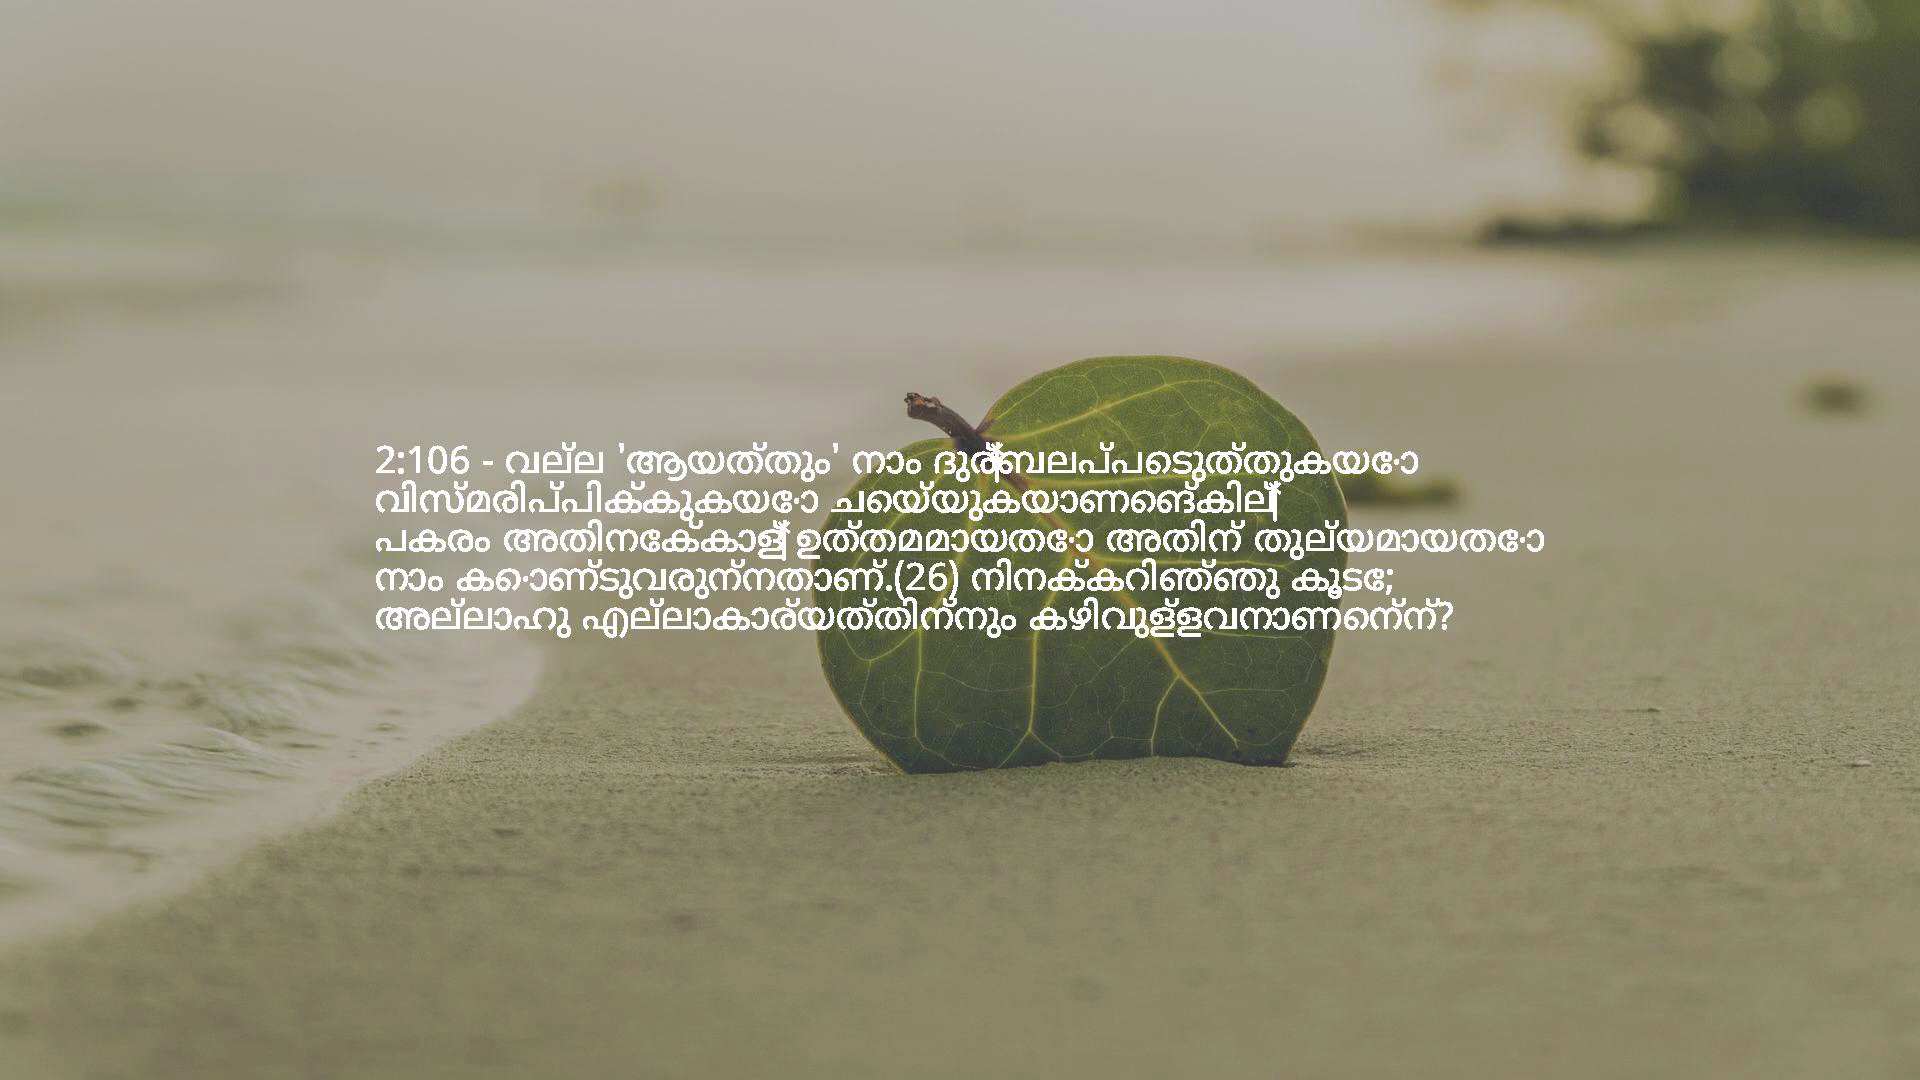 2:106 - വല്ല 'ആയത്തും' നാം ദുര്‍ബലപ്പെടുത്തുകയോ
വിസ്മരിപ്പിക്കുകയോ ചെയ്യുകയാണെങ്കില്‍
പകരം അതിനേക്കാള്‍ ഉത്തമമായതോ അതിന് തുല്യമായതോ
നാം കൊണ്ടുവരുന്നതാണ്.(26) നിനക്കറിഞ്ഞു കൂടേ;
അല്ലാഹു എല്ലാകാര്യത്തിന്നും കഴിവുള്ളവനാണെന്ന്?